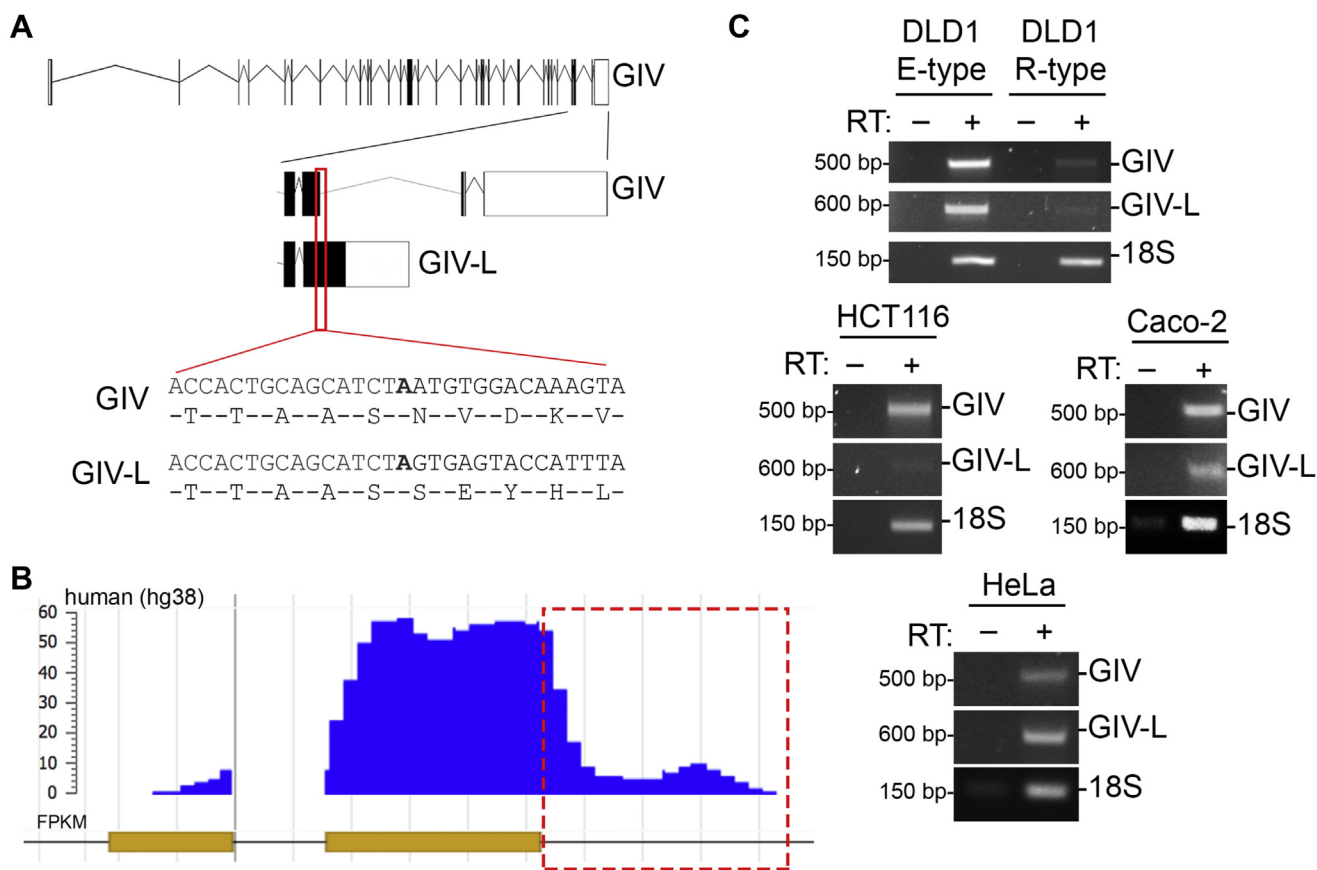 A
GIV
GIV
GIV-L
GIV
ACCACTGCAGCATCTAATGTGGACAAAGTA
-T--T--A--A--S--N--V--D--K--V-
GIV-L
ACCACTGCAGCATCTAGTGAGTACCATTTA
-T--T--A--A--S--S--E--Y--H--L-
B
human (hg38)
60
50
40
30
20
10
0
FPKM
C
DLD1 DLD1
E-type R-type
RT: – + – +
500 bp- -GIV
600 bp- -GIV-L
150 bp- -18S
HCT116
RT: – +
500 bp- -GIV
600 bp- -GIV-L
150 bp- -18S
Caco-2
RT: – +
500 bp- -GIV
600 bp- -GIV-L
150 bp- -18S
HeLa
RT: – +
500 bp- -GIV
600 bp- -GIV-L
150 bp- -18S